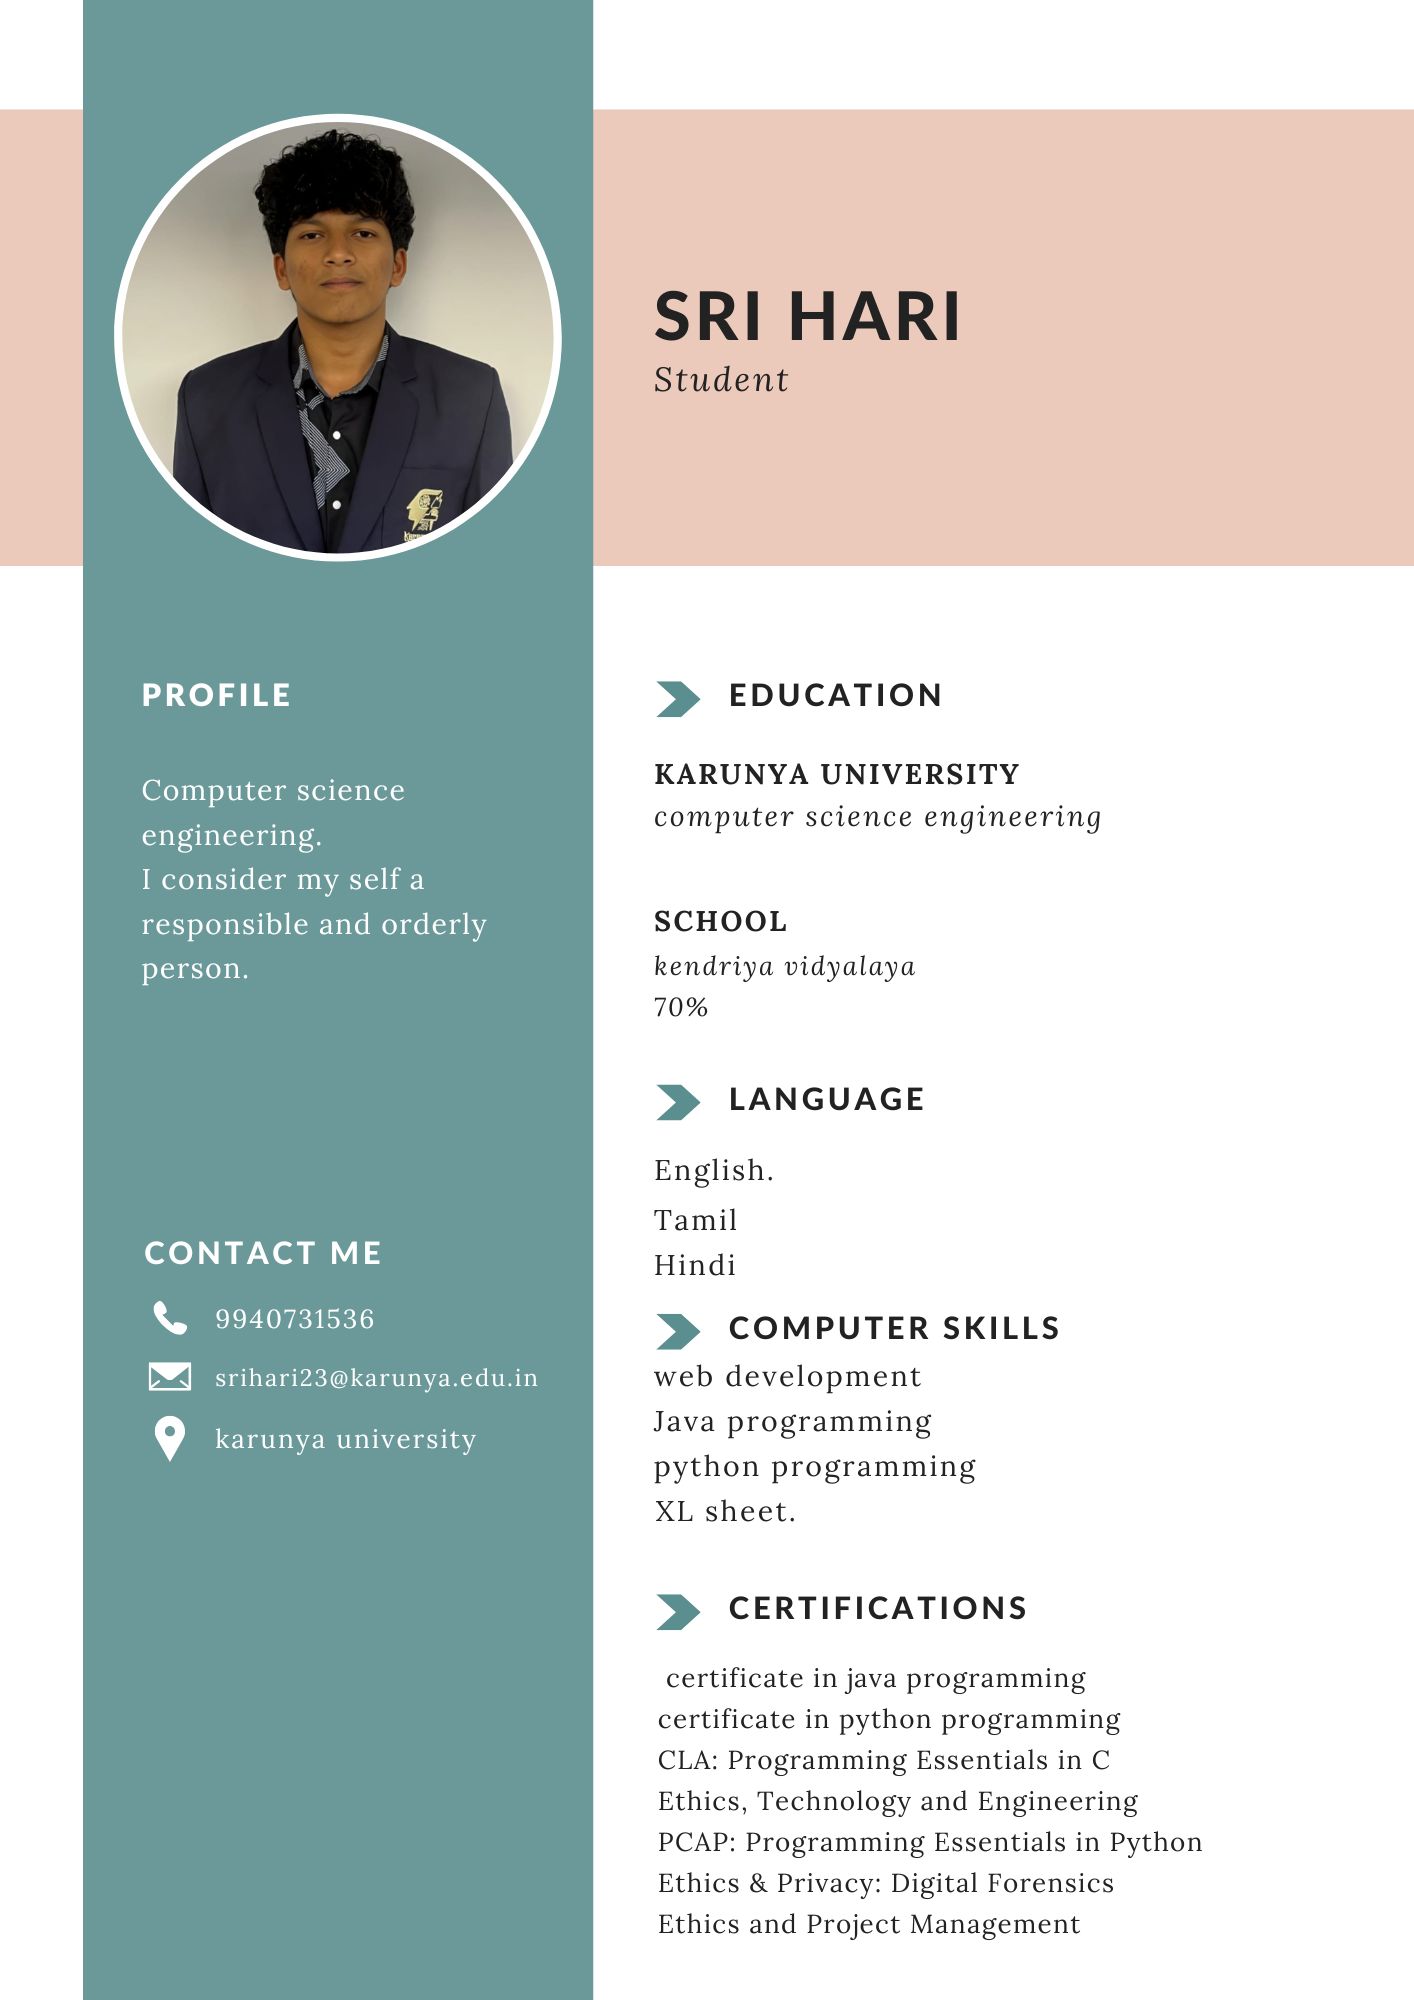 SRI HARI
Student
PROFILE
Computer science
engineering.
I consider my self a
responsible and orderly
person.
CONTACT ME
9940731536
srihari23@karunya.edu.in
karunya university
EDUCATION
KARUNYA UNIVERSITY
computer science engineering
SCHOOL
kendriya vidyalaya
70%
LANGUAGE
English.
Tamil
Hindi
COMPUTER SKILLS
web development
Java programming
python programming
XL sheet.
CERTIFICATIONS
certificate in java programming
certificate in python programming
CLA: Programming Essentials in C
Ethics, Technology and Engineering
PCAP: Programming Essentials in Python
Ethics & Privacy: Digital Forensics
Ethics and Project Management